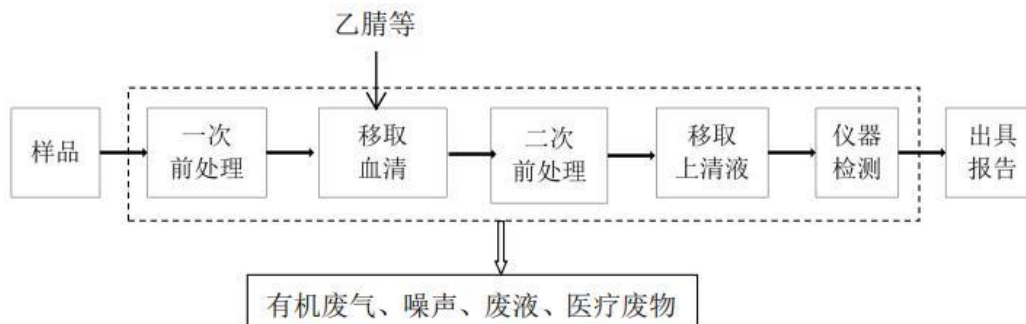 乙腈等
样品
一次
前处理
移取
血清
二次
前处理
移取
上清液
仪器
检测
出具
报告
有机废气、噪声、废液、医疗废物